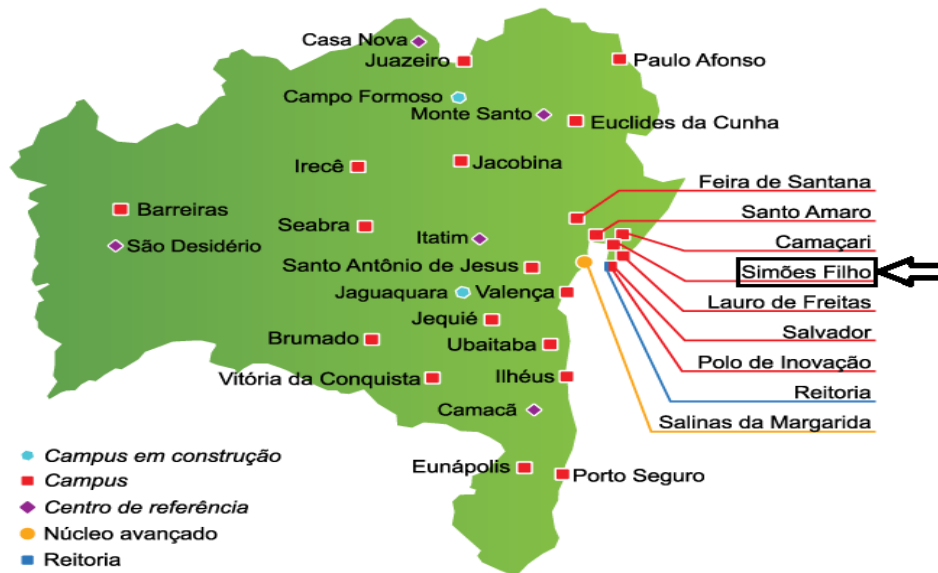 Casa Nova
Juazeiro
Paulo Afonso
Campo Formoso
Monte Santo
Euclides da Cunha
Irecê
Jacobina
Feira de Santana
Barreiras
Santo Amaro
Seabra
São Desidério
Itatim
Camaçari
Santo Antônio de Jesus
Simões Filho
Jaguaquara
Valença
Lauro de Freitas
Jequié
Salvador
Brumado
Ubaitaba
Polo de Inovação
Vitória da Conquista
Ilhéus
Reitoria
Camacã
Salinas da Margarida
Eunápolis
Porto Seguro
Campus em construção
Campus
Centro de referência
Núcleo avançado
Reitoria